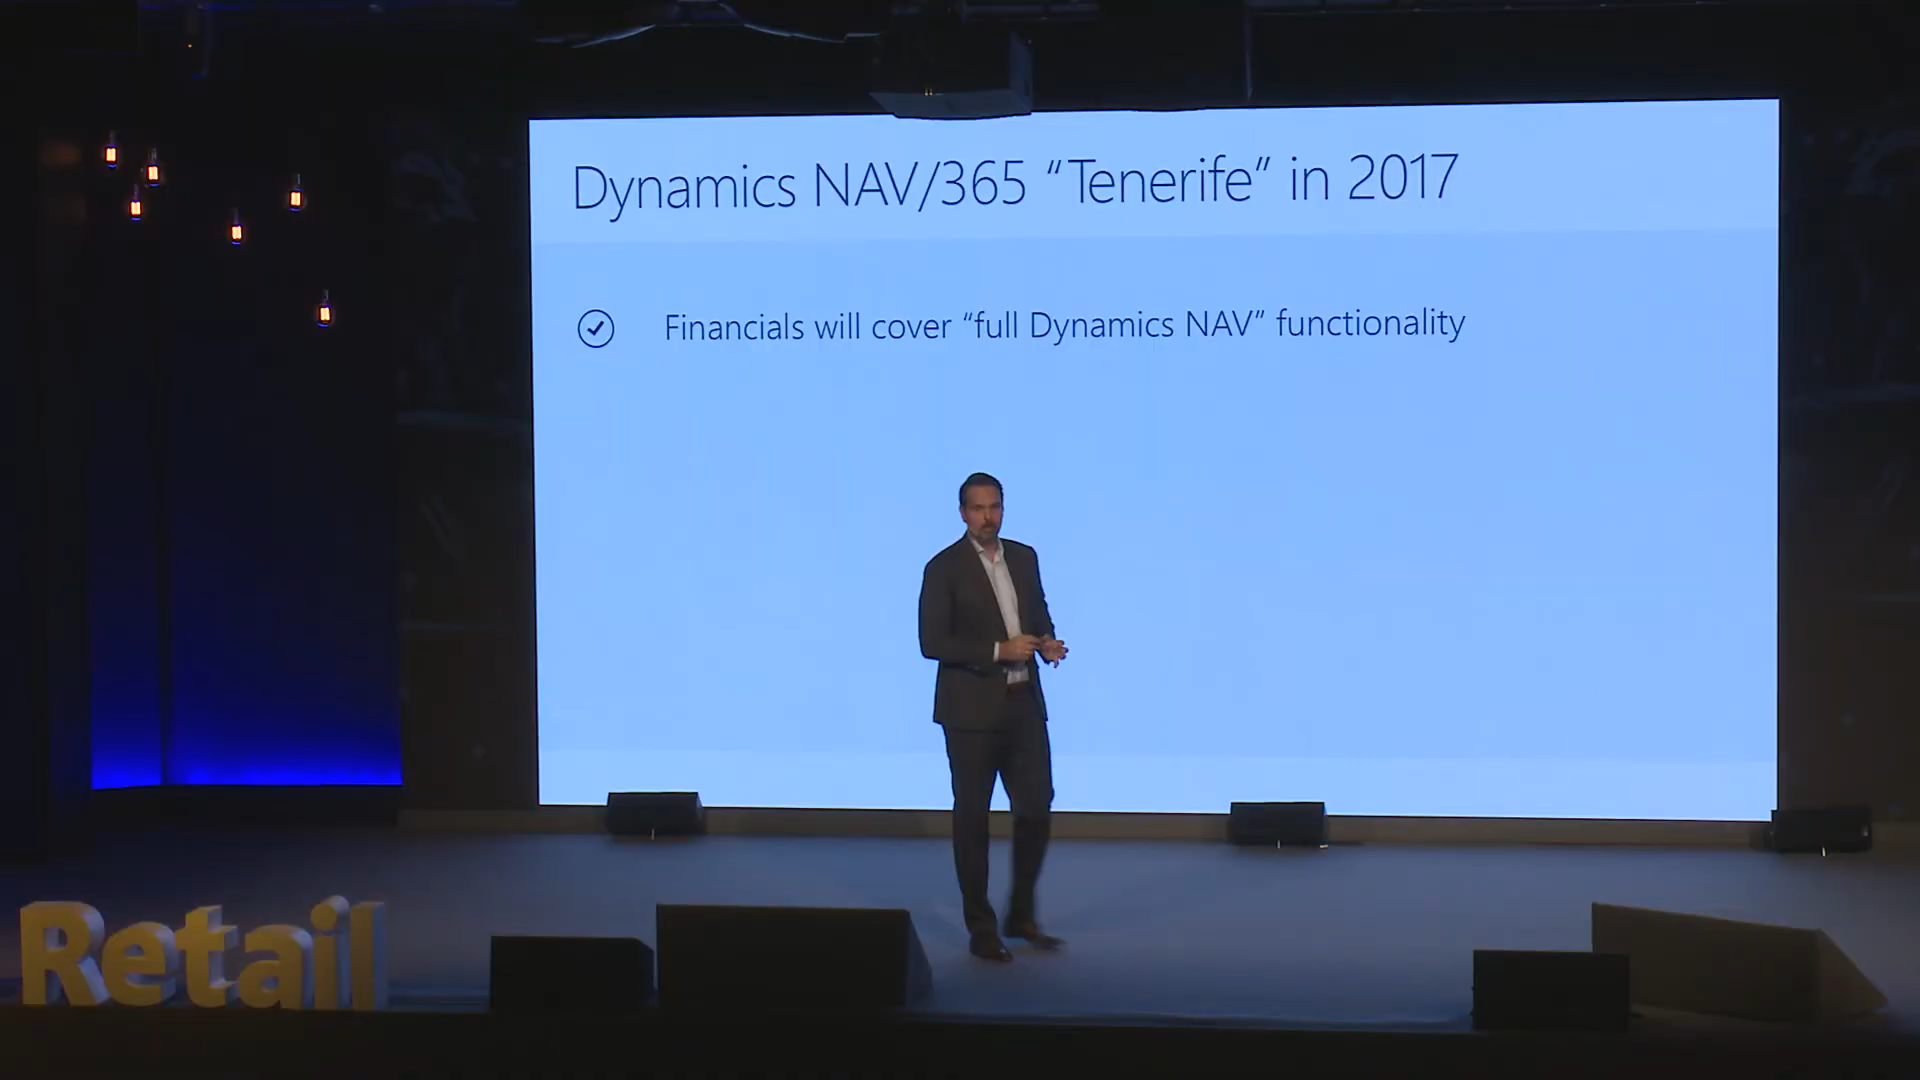 Dynamics NAV/365 “Tenerife” in 2017
Financials will cover “full Dynamics NAV” functionality
Retail